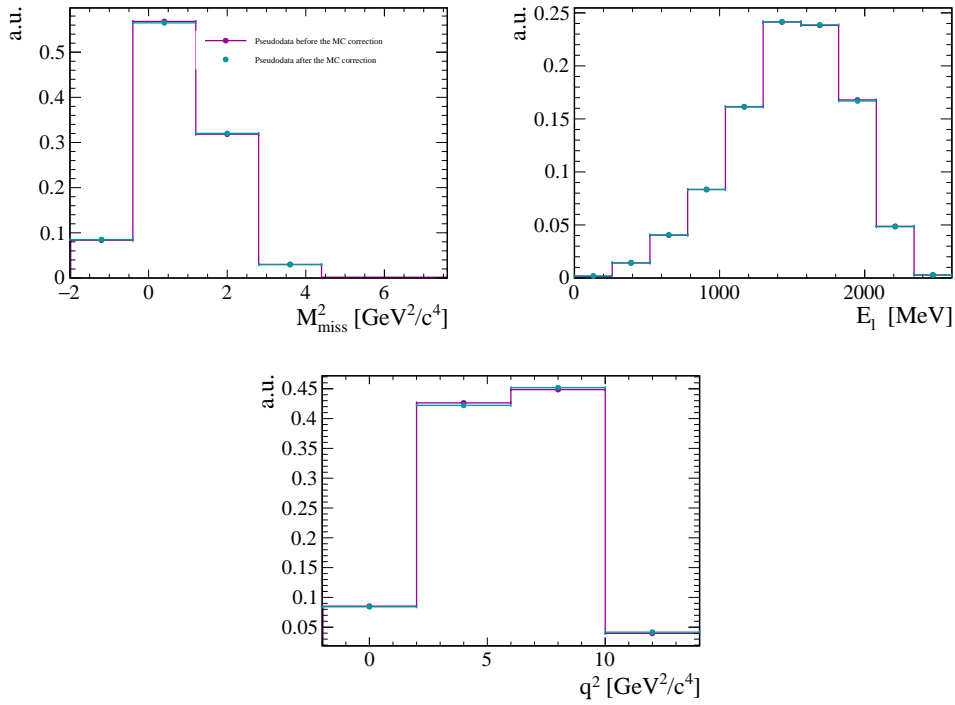 a.u.
0.5
0.4
0.3
0.2
0.1
0
−2 0 2 4 6
M²miss [GeV²/c⁴]
Pseudodata before the MC correction
Pseudodata after the MC correction
a.u.
0.25
0.2
0.15
0.1
0.05
0
0 1000 2000
E_l [MeV]
a.u.
0.45
0.4
0.35
0.3
0.25
0.2
0.15
0.1
0.05
0 5 10
q² [GeV²/c⁴]